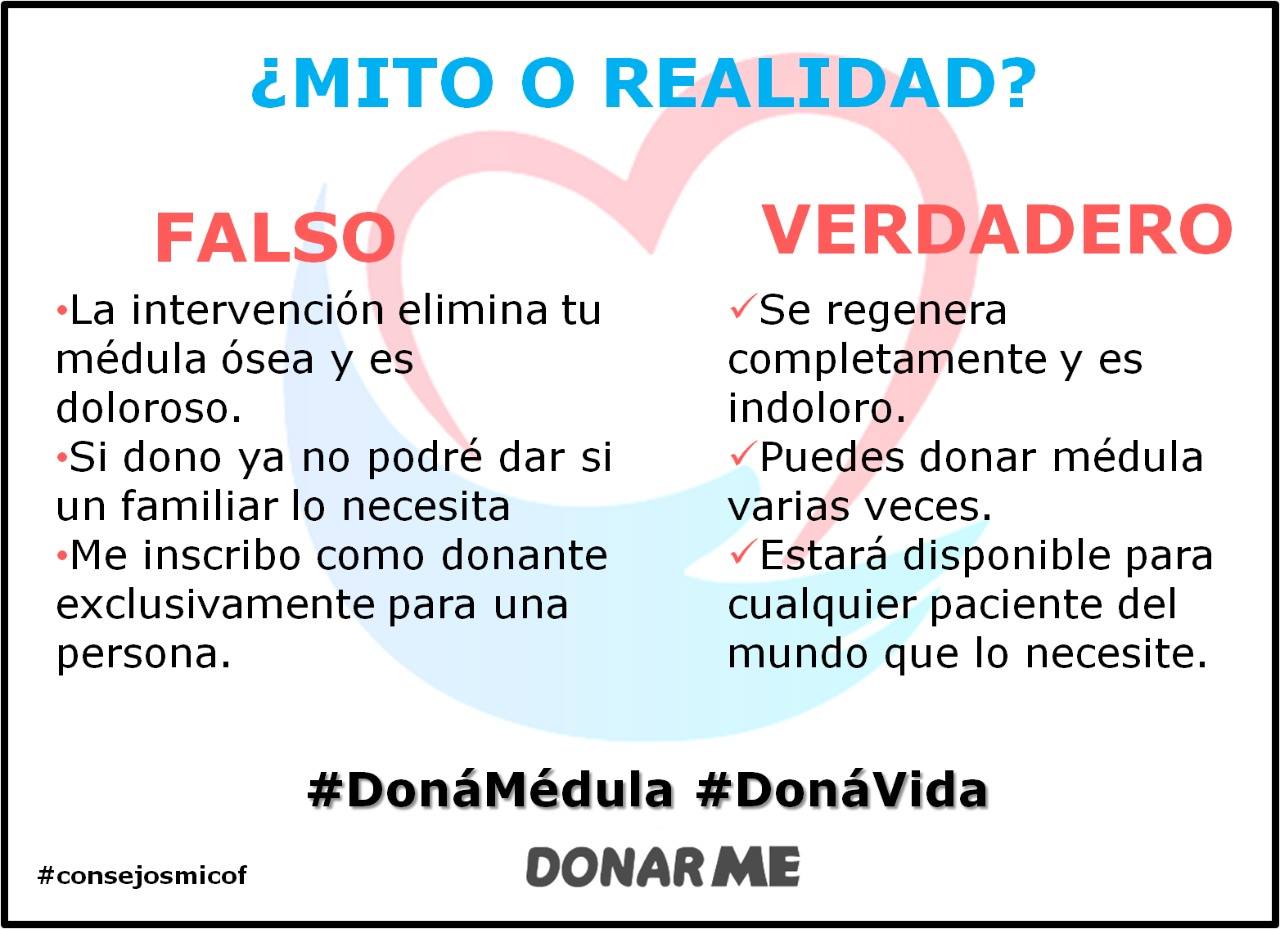 ¿MITO O REALIDAD?
FALSO
•La intervención elimina tu
médula ósea y es
doloroso.
•Si dono ya no podré dar si
un familiar lo necesita
•Me inscribo como donante
exclusivamente para una
persona.
VERDADERO
✓Se regenera
completamente y es
indoloro.
✓Puedes donar médula
varias veces.
✓Estará disponible para
cualquier paciente del
mundo que lo necesite.
#DonáMédula #DonáVida
#consejosmicof
DONAR ME